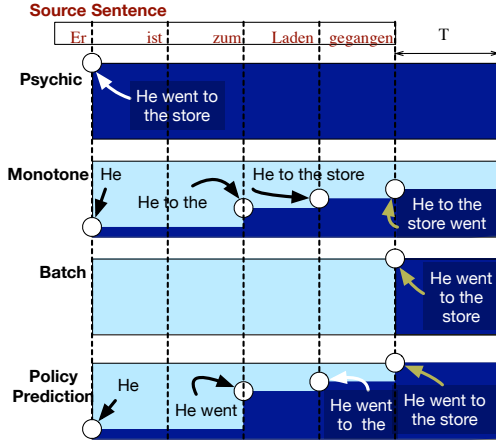 Source Sentence
Er ist zum Laden gegangen T
Psychic
He went to
the store
Monotone
He
He to the
He to the store
He to the
store went
Batch
He went
to the
store
Policy
Prediction
He
He went
He went
to the
He went to
the store